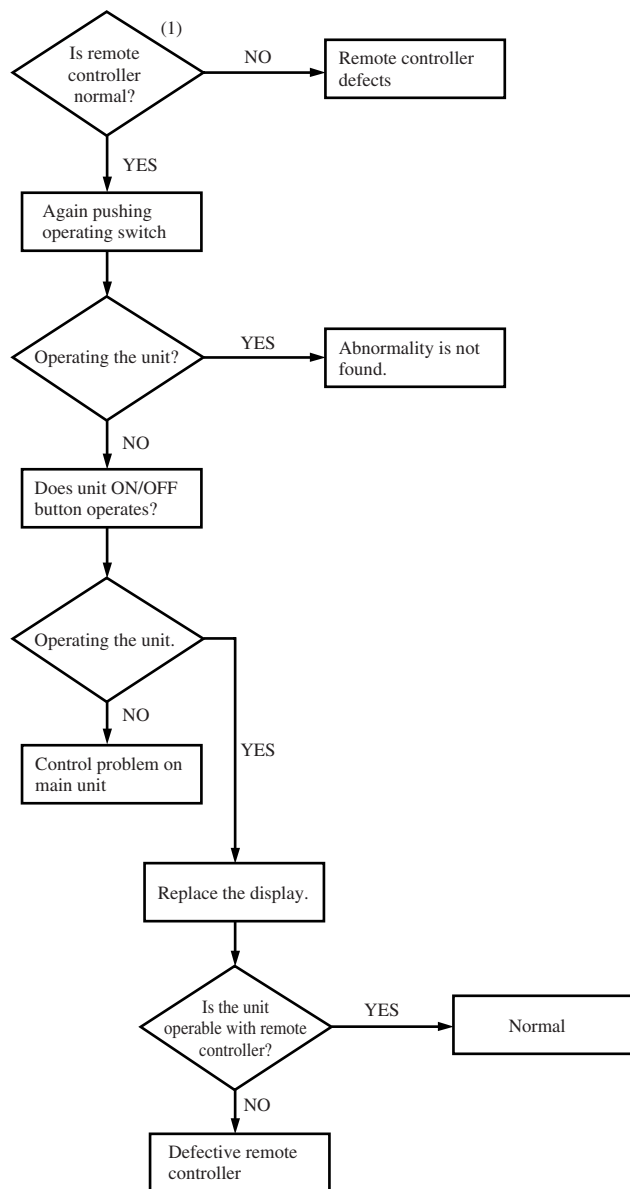 (1)
Is remote
controller
normal?
NO
Remote controller
defects
YES
Again pushing
operating switch
Operating the unit?
YES
Abnormality is not
found.
NO
Does unit ON/OFF
button operates?
Operating the unit.
NO
YES
Control problem on
main unit
Replace the display.
Is the unit
operable with remote
controller?
YES
Normal
NO
Defective remote
controller